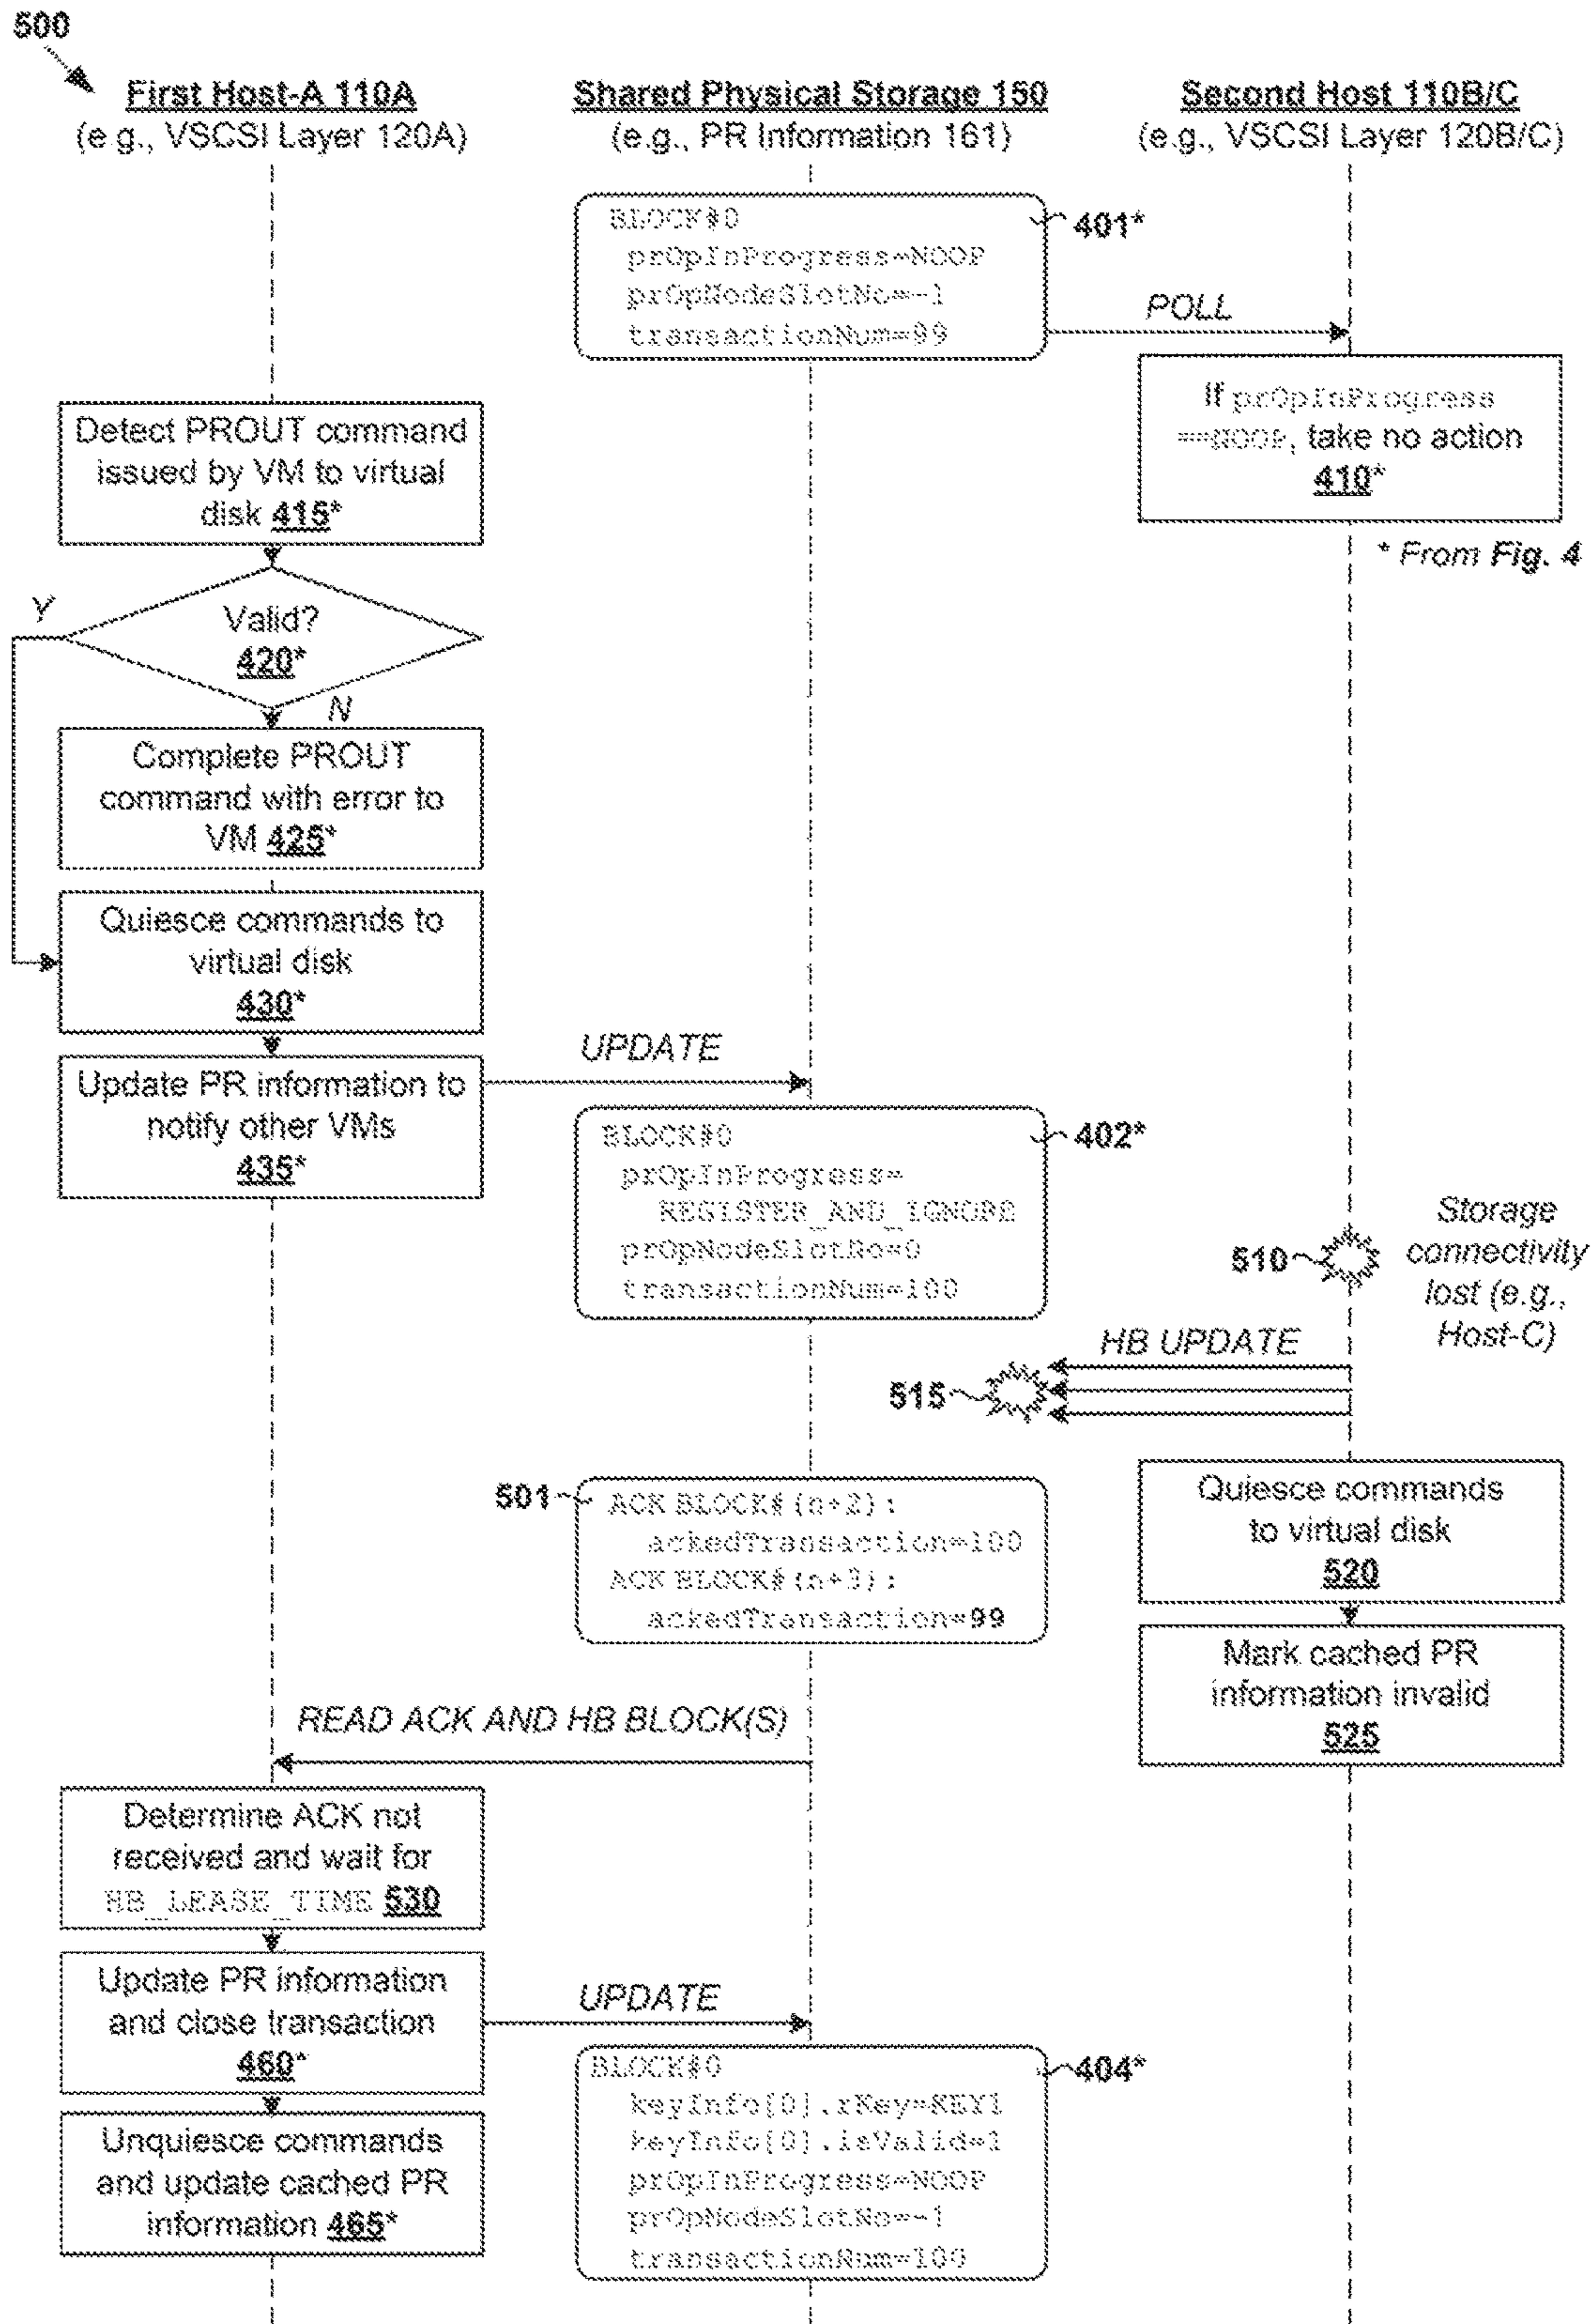 500
First Host-A 110A
(e.g., VSCSI Layer 120A)
Shared Physical Storage 150
(e.g., PR Information 161)
Second Host 110B/C
(e.g., VSCSI Layer 120B/C)
BLOCK#0
prOpInProgress=NOOP
prOpNodeSlotNo=-1
transactionNum=99
401*
POLL
If prOpInProgress
==NOOP, take no action
410*
* From Fig. 4
Detect PROUT command
issued by VM to virtual
disk 415*
Y
Valid?
420*
N
Complete PROUT
command with error to
VM 425*
Quiesce commands to
virtual disk
430*
Update PR information to
notify other VMs
435*
UPDATE
BLOCK#0
prOpInProgress=
REGISTER_AND_IGNORE
prOpNodeSlotNo=0
transactionNum=100
402*
510
Storage
connectivity
lost (e.g.,
Host-C)
HB UPDATE
515
501
ACK BLOCK#(n+2):
ackedTransaction=100
ACK BLOCK#(n+3):
ackedTransaction=99
Quiesce commands
to virtual disk
520
Mark cached PR
information invalid
525
READ ACK AND HB BLOCK(S)
Determine ACK not
received and wait for
HB_LEASE_TIME 530
Update PR information
and close transaction
460*
UPDATE
Unquiesce commands
and update cached PR
information 465*
BLOCK#0
keyInfo[0].rKey=KEY1
keyInfo[0].isValid=1
prOpInProgress=NOOP
prOpNodeSlotNo=-1
transactionNum=100
404*